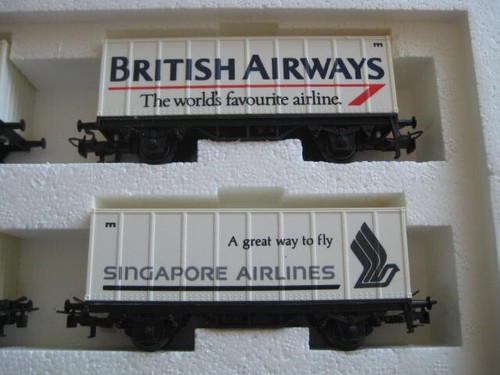 m
BRITISH AIRWAYS
The world's favourite airline.
m
A great way to fly
SINGAPORE AIRLINES